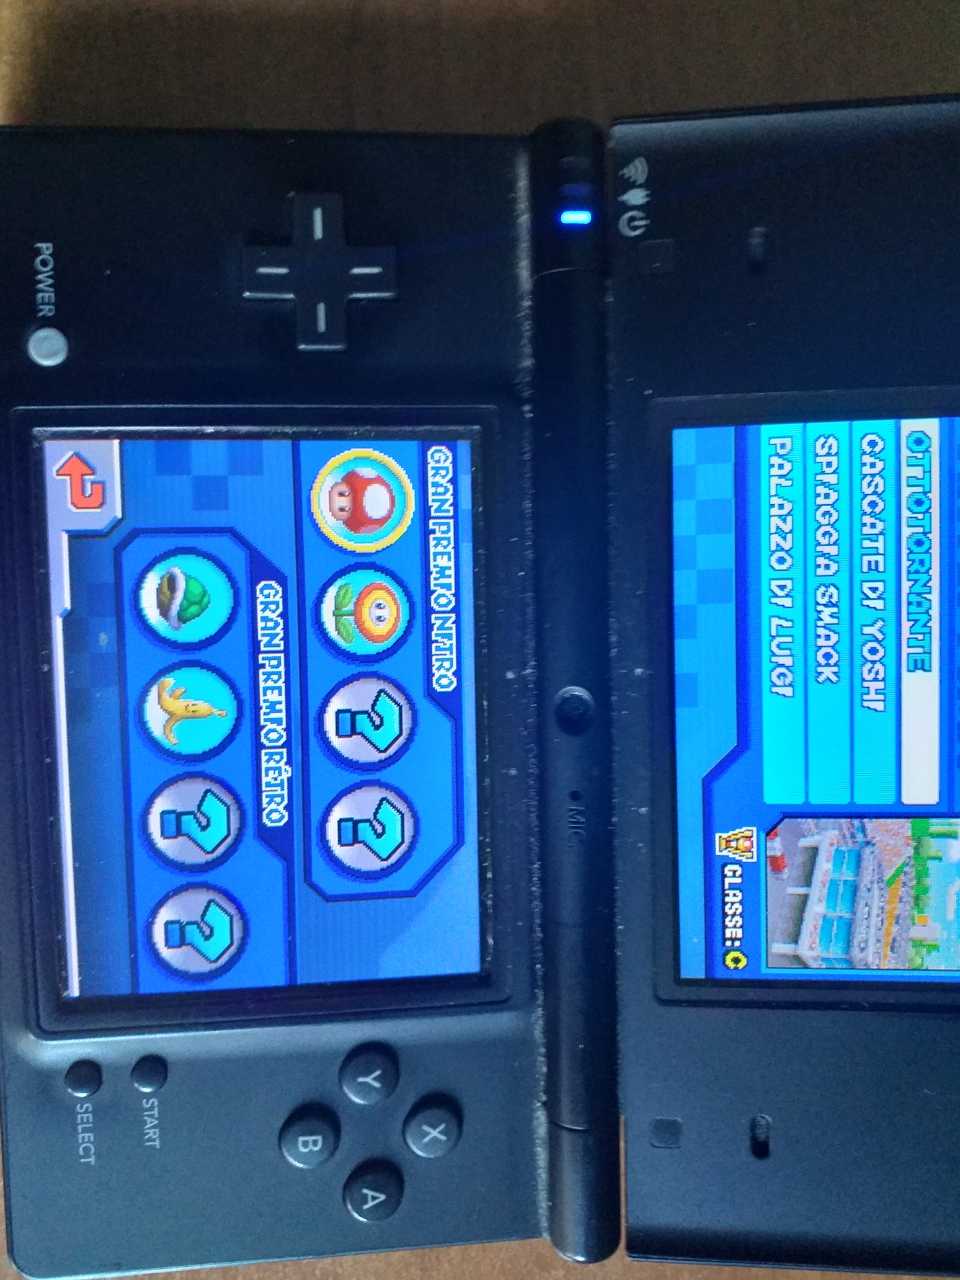 OTTOTORNANTE
CASCATE DI YOSHI
SPIAGGIA SMACK
PALAZZO DI LUIGI
CLASSE: C
MIC
POWER
GRAN PREMIO NITRO
? ?
GRAN PREMIO RÉTRO
? ?
Y
X
B
A
START
SELECT